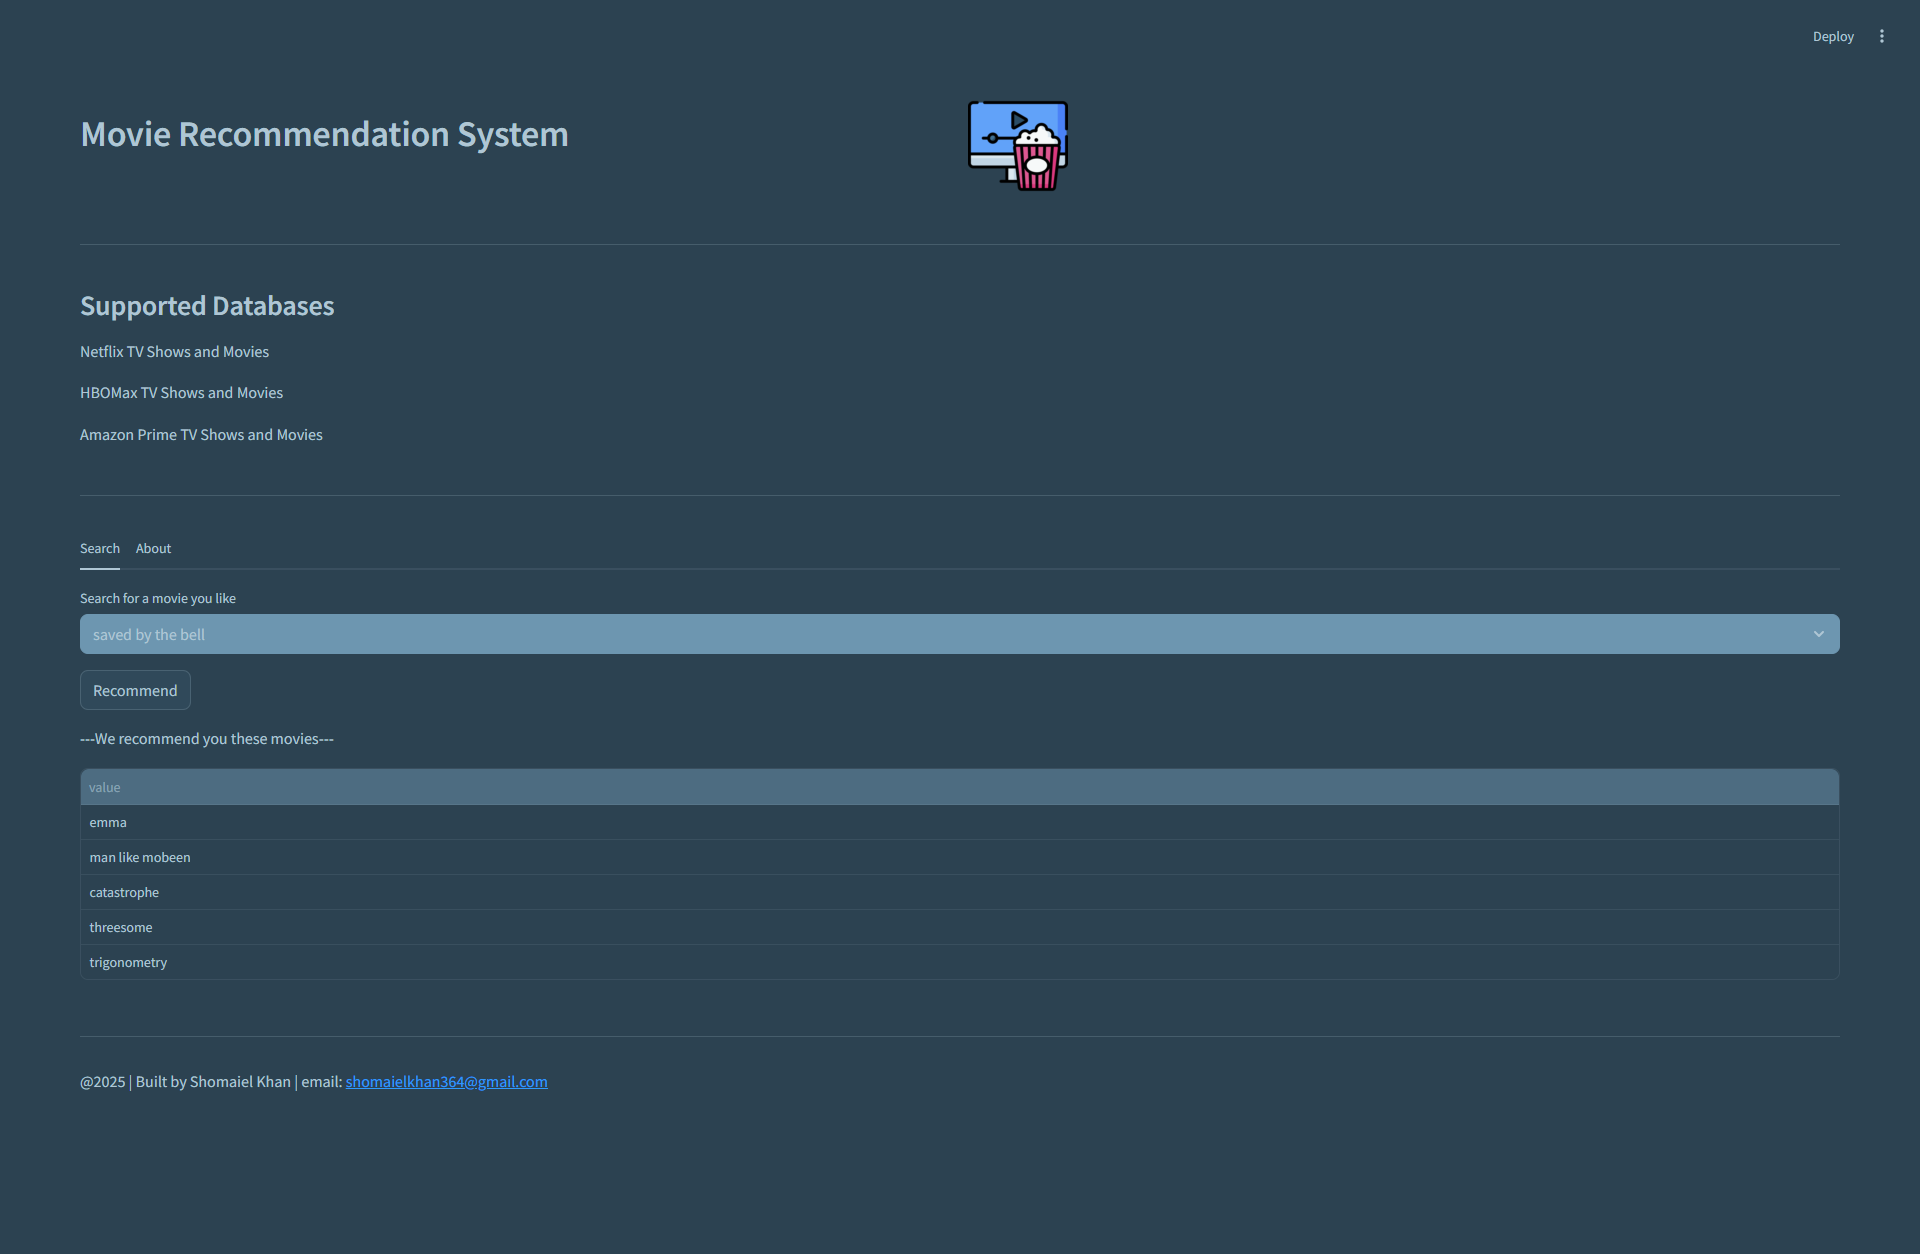 Deploy
Movie Recommendation System
Supported Databases
Netflix TV Shows and Movies
HBOMax TV Shows and Movies
Amazon Prime TV Shows and Movies
Search About
Search for a movie you like
saved by the bell
Recommend
---We recommend you these movies---
value
emma
man like mobeen
catastrophe
threesome
trigonometry
@2025 | Built by Shomaiel Khan | email: shomaielkhan364@gmail.com